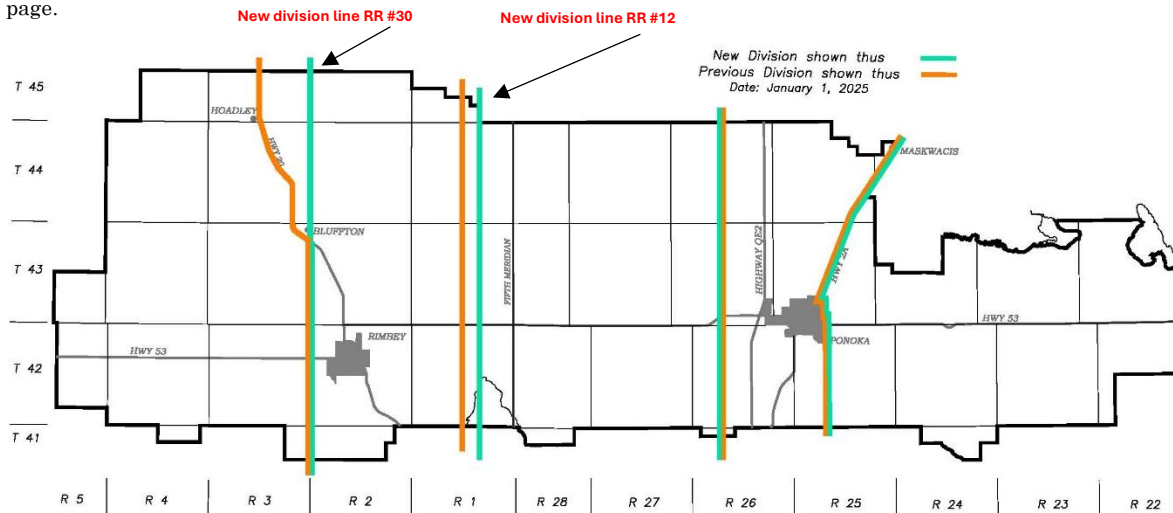 page.
New division line RR #30
New division line RR #12
New Division shown thus
Previous Division shown thus
Date: January 1, 2025
T 45
HOADLEY
HWY 20
MASKWACIS
T 44
BLUFFTON
FIFTH MERIDIAN
HIGHWAY QE2
HWY 2A
T 43
HWY 53
RIMBEY
PONOKA
HWY 53
T 42
T 41
R 5 R 4 R 3 R 2 R 1 R 28 R 27 R 26 R 25 R 24 R 23 R 22